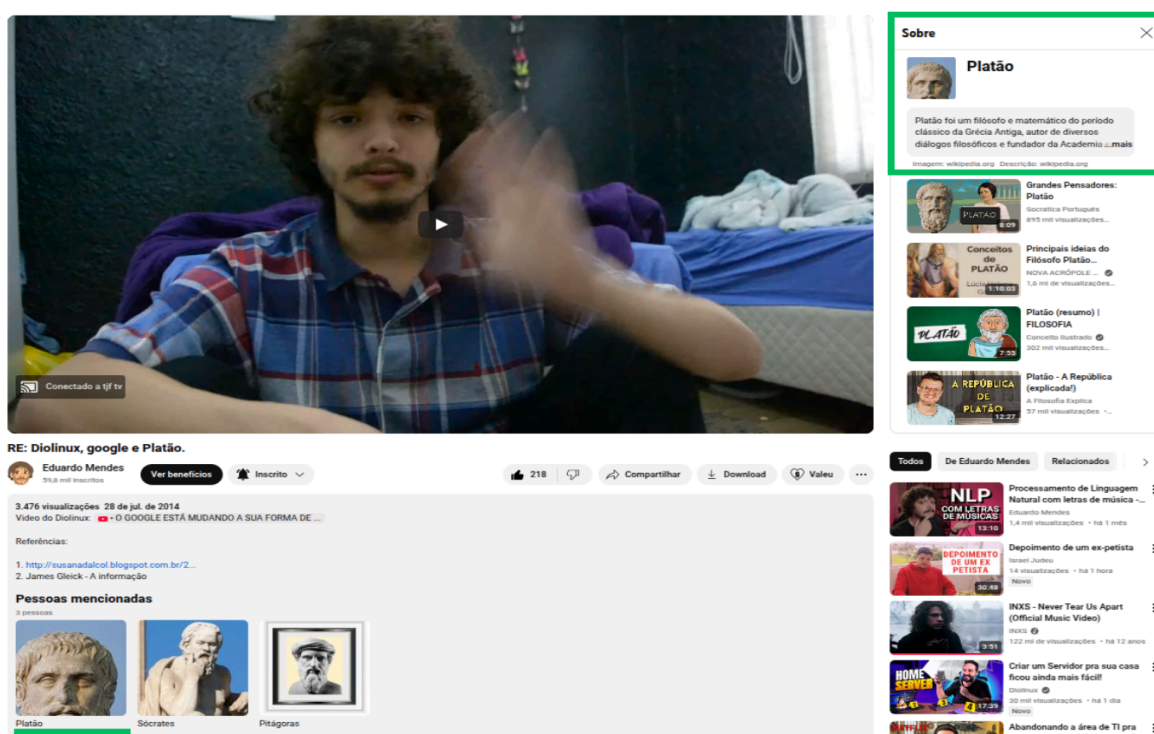 Conectado a tjf tv
RE: Diolinux, google e Platão.
Eduardo Mendes
59,8 mil inscritos
Ver benefícios
Inscrito
218
Compartilhar
Download
Valeu
3.476 visualizações 28 de jul. de 2014
Video do Diolinux: • O GOOGLE ESTÁ MUDANDO A SUA FORMA DE ...
Referências:
1. http://susanadalcol.blogspot.com.br/2...
2. James Gleick - A informação
Pessoas mencionadas
3 pessoas
Platão
Sócrates
Pitágoras
Sobre
Platão
Platão foi um filósofo e matemático do período
clássico da Grécia Antiga, autor de diversos
diálogos filosóficos e fundador da Academia ...mais
Imagem: wikipedia.org Descrição: wikipedia.org
PLATÃO
8:09
Grandes Pensadores:
Platão
Socratica Português
895 mil visualizações...
Conceitos
de
PLATÃO
1:10:03
Principais ideias do
Filósofo Platão...
NOVA ACRÓPOLE ...
1,6 mi de visualizações...
PLATÃO
7:55
Platão (resumo) |
FILOSOFIA
Conceito Ilustrado
302 mil visualizações...
A REPÚBLICA
DE
PLATÃO
12:27
Platão - A República
(explicada!)
A Filosofia Explica
57 mil visualizações •...
Todos
De Eduardo Mendes
Relacionados
NLP
COM LETRAS
DE MÚSICAS
13:10
Processamento de Linguagem
Natural com letras de música -...
Eduardo Mendes
1,4 mil visualizações • há 1 mês
DEPOIMENTO
DE UM EX
PETISTA
30:48
Depoimento de um ex-petista
Israel Judeu
14 visualizações • há 1 hora
Novo
3:51
INXS - Never Tear Us Apart
(Official Music Video)
INXS
122 mi de visualizações • há 12 anos
HOME
SERVER
17:39
Criar um Servidor pra sua casa
ficou ainda mais fácil!
Diolinux
30 mil visualizações • há 1 dia
Novo
Abandonando a área de TI pra